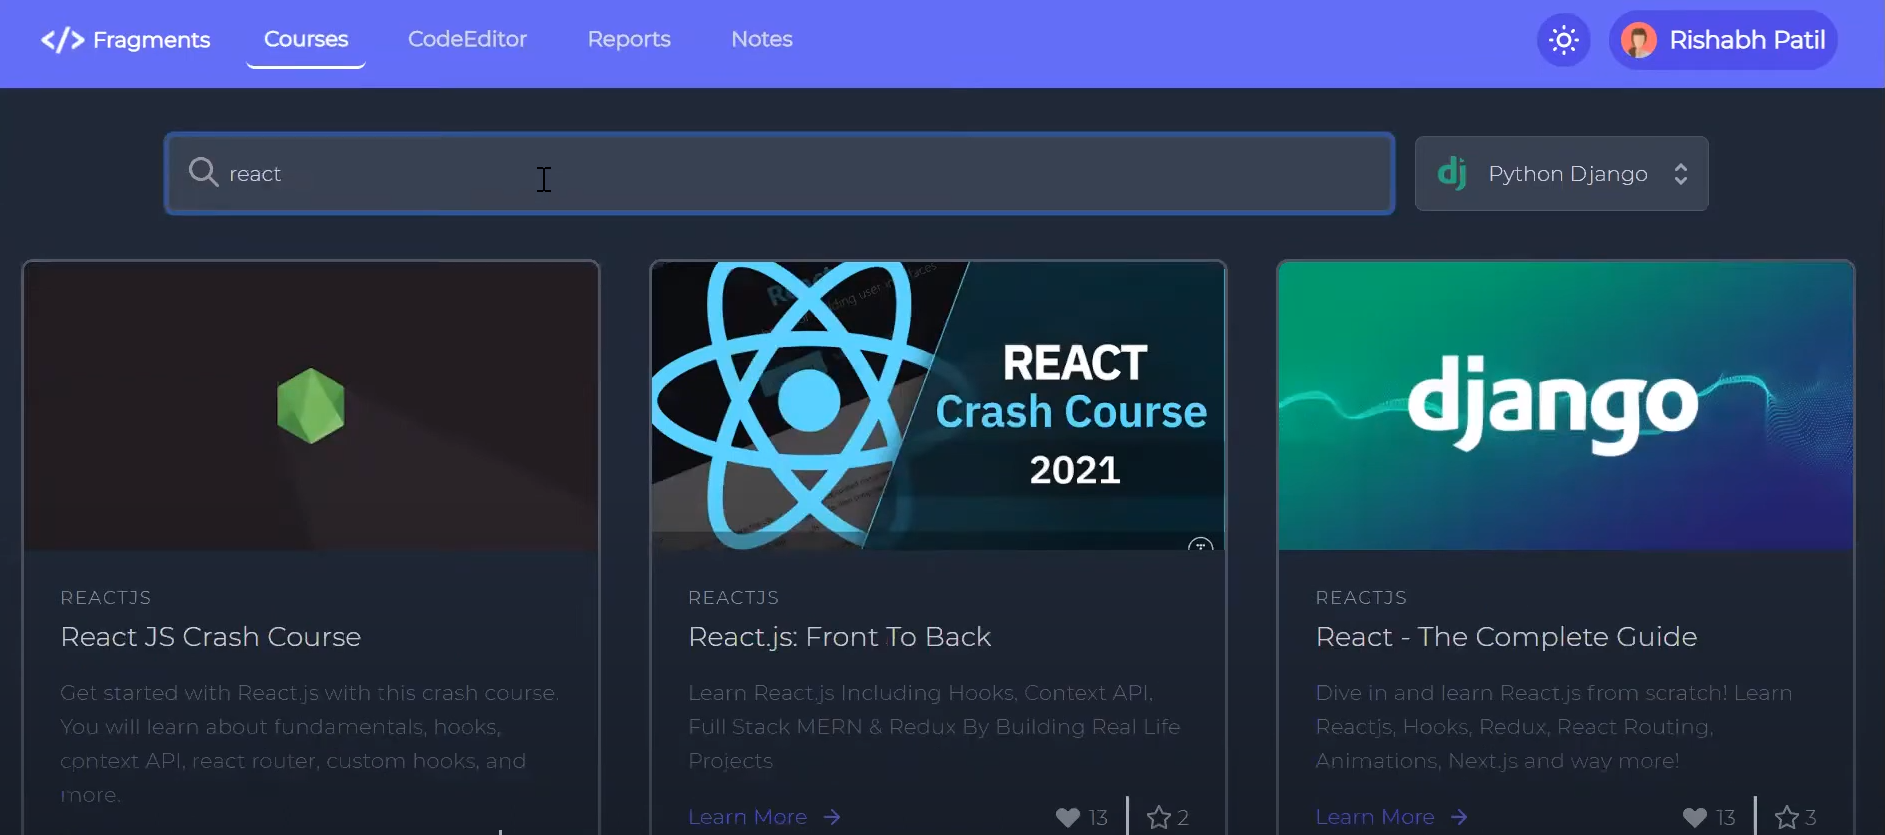 </> Fragments
Courses
CodeEditor
Reports
Notes
Rishabh Patil
react
dj
Python Django
REACT
Crash Course
2021
django
REACTJS
React JS Crash Course
Get started with React.js with this crash course.
You will learn about fundamentals, hooks,
context API, react router, custom hooks, and
more.
REACTJS
React.js: Front To Back
Learn React.js Including Hooks, Context API,
Full Stack MERN & Redux By Building Real Life
Projects
Learn More →
13
2
REACTJS
React - The Complete Guide
Dive in and learn React.js from scratch! Learn
Reactjs, Hooks, Redux, React Routing,
Animations, Next.js and way more!
Learn More →
13
3